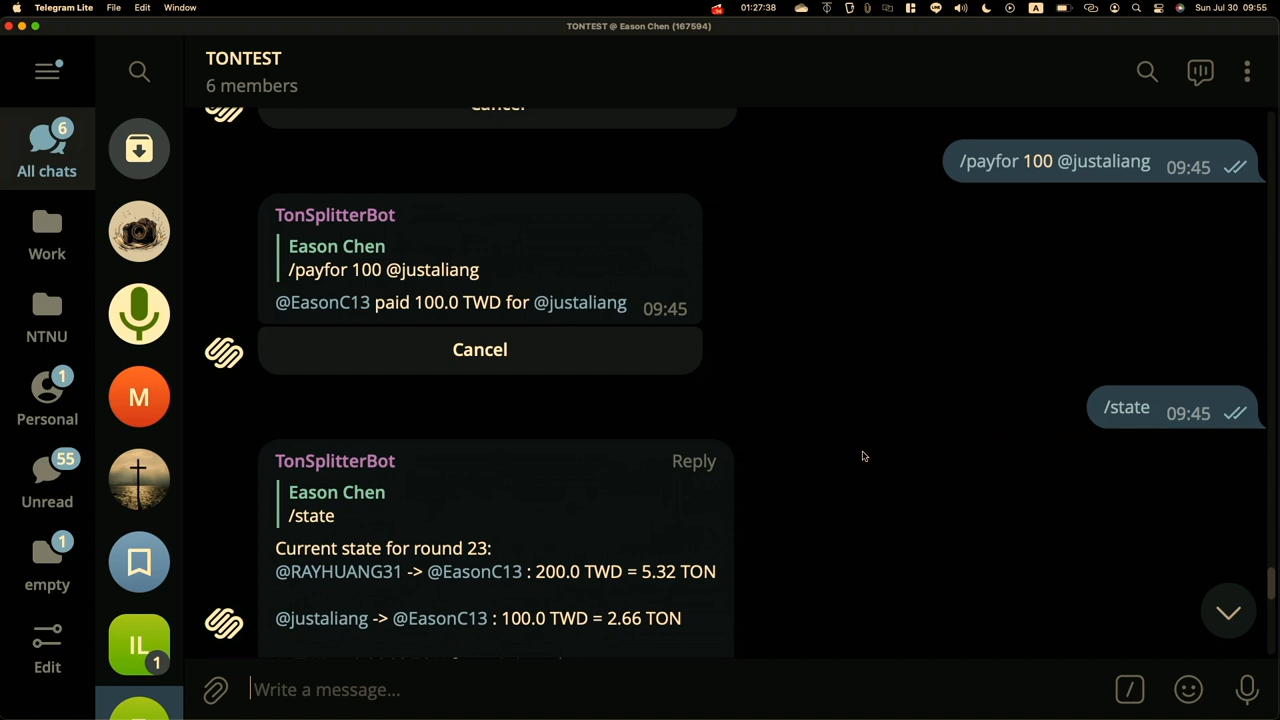 Telegram Lite File Edit Window
01:27:38
A
Sun Jul 30 09:55
TONTEST @ Eason Chen (167594)
TONTEST
6 members
6
All chats
Work
NTNU
1
Personal
55
Unread
1
empty
Edit
M
IL
1
Cancel
/payfor 100 @justaliang 09:45
TonSplitterBot
Eason Chen
/payfor 100 @justaliang
@EasonC13 paid 100.0 TWD for @justaliang 09:45
Cancel
/state 09:45
TonSplitterBot Reply
Eason Chen
/state
Current state for round 23:
@RAYHUANG31 -> @EasonC13 : 200.0 TWD = 5.32 TON
@justaliang -> @EasonC13 : 100.0 TWD = 2.66 TON
Write a message...